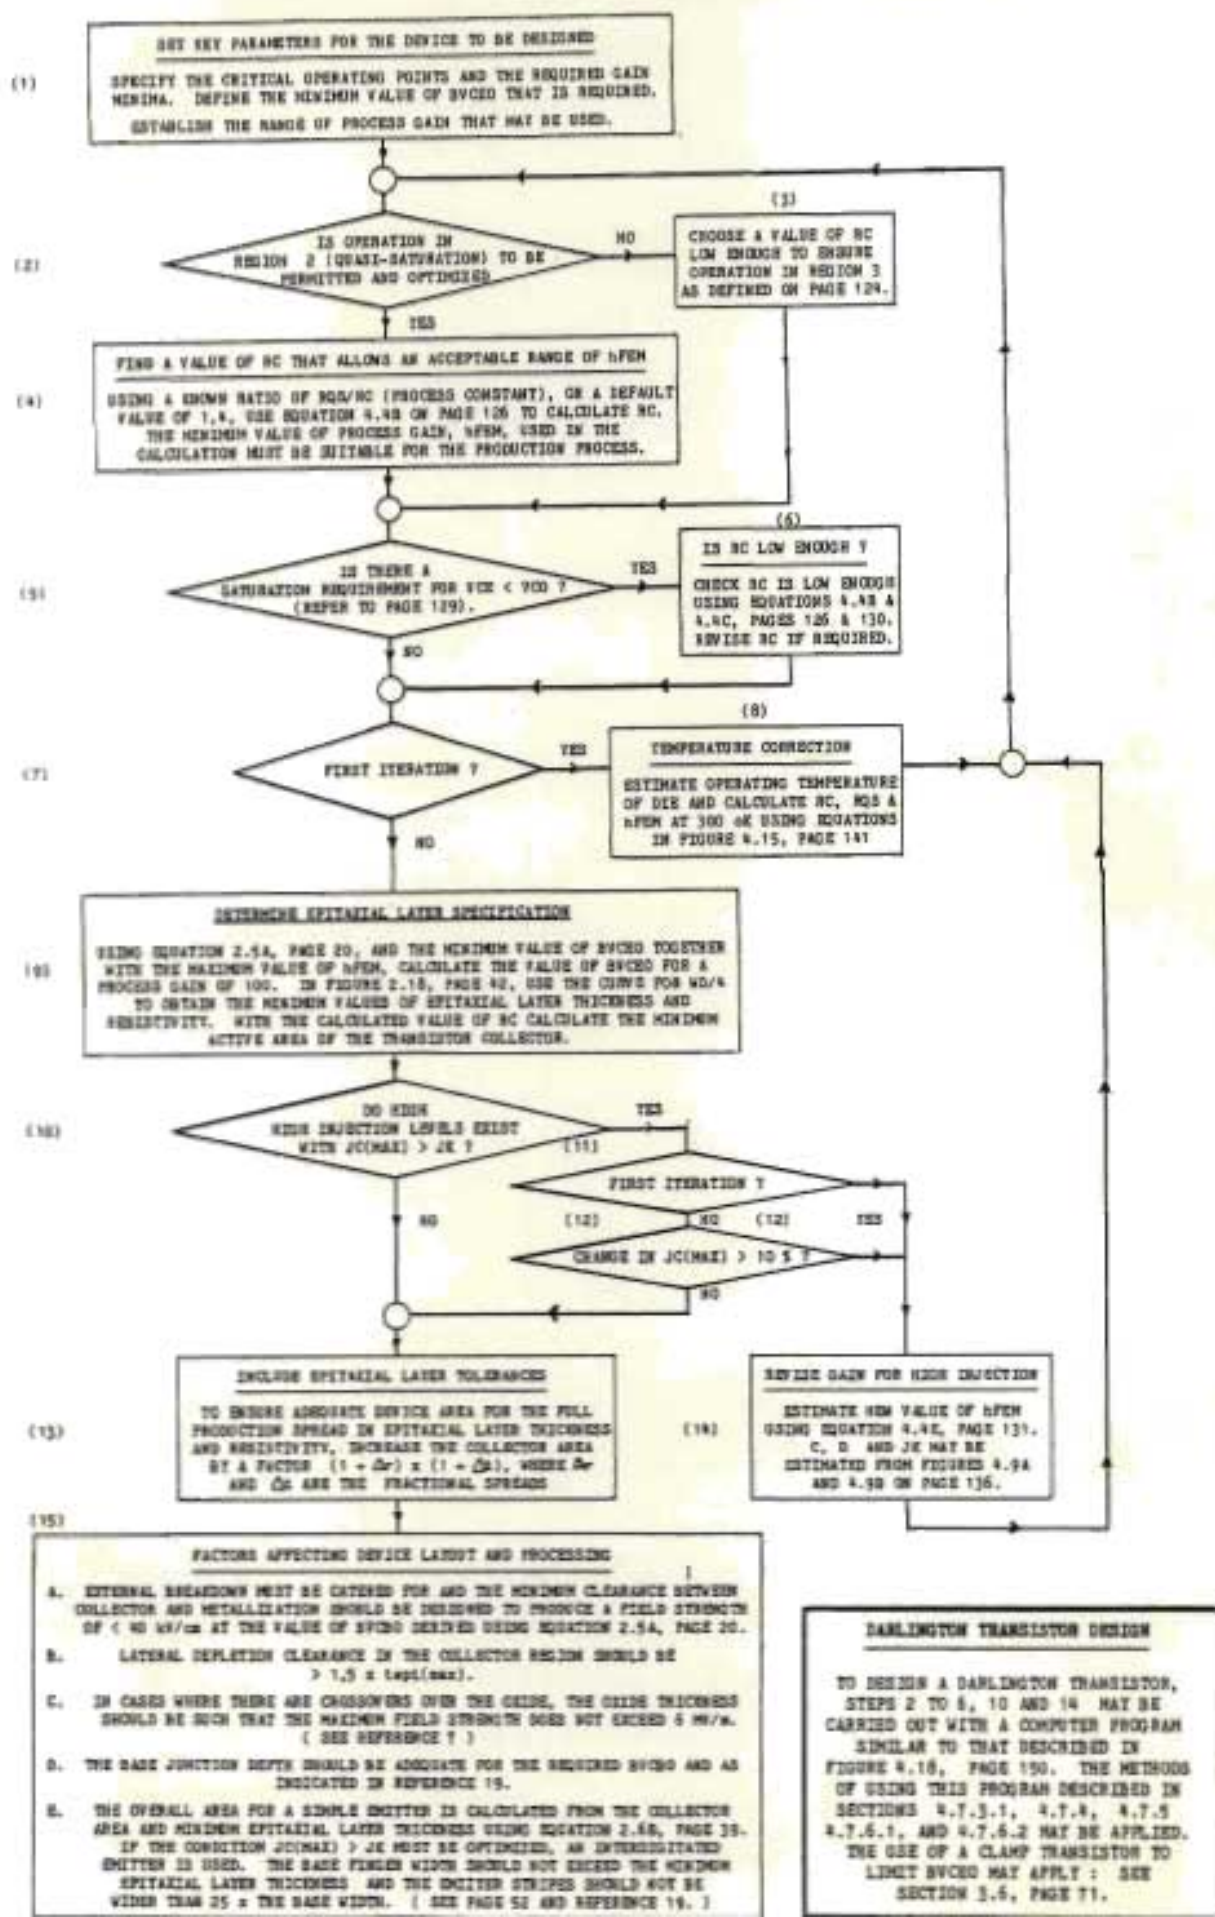 SET KEY PARAMETERS FOR THE DEVICE TO BE DESIGNED
(1)
SPECIFY THE CRITICAL OPERATING POINTS AND THE REQUIRED GAIN
MINIMA. DEFINE THE MINIMUM VALUE OF BVCEO THAT IS REQUIRED.
ESTABLISH THE RANGE OF PROCESS GAIN THAT MAY BE USED.
(2)
IS OPERATION IN
REGION 2 (QUASI-SATURATION) TO BE
PERMITTED AND OPTIMIZED
NO
YES
(3)
CHOOSE A VALUE OF RC
LOW ENOUGH TO ENSURE
OPERATION IN REGION 3
AS DEFINED ON PAGE 124.
(4)
FIND A VALUE OF RC THAT ALLOWS AN ACCEPTABLE RANGE OF hFEM
USING A KNOWN RATIO OF RQS/RC (PROCESS CONSTANT), OR A DEFAULT
VALUE OF 1.4, USE EQUATION 4.4B ON PAGE 126 TO CALCULATE RC.
THE MINIMUM VALUE OF PROCESS GAIN, hFEM, USED IN THE
CALCULATION MUST BE SUITABLE FOR THE PRODUCTION PROCESS.
(5)
IS THERE A
SATURATION REQUIREMENT FOR VCE < VCO ?
(REFER TO PAGE 129).
YES
NO
(6)
IS RC LOW ENOUGH ?
CHECK RC IS LOW ENOUGH
USING EQUATIONS 4.4B &
4.4C, PAGES 126 & 130.
REVISE RC IF REQUIRED.
(7)
FIRST ITERATION ?
YES
NO
(8)
TEMPERATURE CORRECTION
ESTIMATE OPERATING TEMPERATURE
OF DIE AND CALCULATE RC, RQS &
hFEM AT 300 oK USING EQUATIONS
IN FIGURE 4.15, PAGE 141
(9)
DETERMINE EPITAXIAL LAYER SPECIFICATION
USING EQUATION 2.5A, PAGE 20, AND THE MINIMUM VALUE OF BVCEO TOGETHER
WITH THE MAXIMUM VALUE OF hFEM, CALCULATE THE VALUE OF BVCEO FOR A
PROCESS GAIN OF 100. IN FIGURE 2.18, PAGE 42, USE THE CURVE FOR WD/4
TO OBTAIN THE MINIMUM VALUES OF EPITAXIAL LAYER THICKNESS AND
RESISTIVITY. WITH THE CALCULATED VALUE OF RC CALCULATE THE MINIMUM
ACTIVE AREA OF THE TRANSISTOR COLLECTOR.
(10)
DO HIGH
HIGH INJECTION LEVELS EXIST
WITH JC(MAX) > JK ?
YES
NO
(11)
FIRST ITERATION ?
(12)
NO
(12)
YES
CHANGE IN JC(MAX) > 10 % ?
NO
(13)
INCLUDE EPITAXIAL LAYER TOLERANCES
TO ENSURE ADEQUATE DEVICE AREA FOR THE FULL
PRODUCTION SPREAD IN EPITAXIAL LAYER THICKNESS
AND RESISTIVITY, INCREASE THE COLLECTOR AREA
BY A FACTOR (1 + Δr) x (1 + Δs), WHERE Δr
AND Δs ARE THE FRACTIONAL SPREADS
(14)
REVISE GAIN FOR HIGH INJECTION
ESTIMATE NEW VALUE OF hFEM
USING EQUATION 4.4E, PAGE 131.
C, D AND JK MAY BE
ESTIMATED FROM FIGURES 4.9A
AND 4.9B ON PAGE 136.
(15)
FACTORS AFFECTING DEVICE LAYOUT AND PROCESSING
A. EXTERNAL BREAKDOWN MUST BE CATERED FOR AND THE MINIMUM CLEARANCE BETWEEN
COLLECTOR AND METALLIZATION SHOULD BE DESIGNED TO PRODUCE A FIELD STRENGTH
OF < 40 kV/cm AT THE VALUE OF BVCBO DERIVED USING EQUATION 2.5A, PAGE 20.
B. LATERAL DEPLETION CLEARANCE IN THE COLLECTOR REGION SHOULD BE
> 1.5 x tepi(max).
C. IN CASES WHERE THERE ARE CROSSOVERS OVER THE OXIDE, THE OXIDE THICKNESS
SHOULD BE SUCH THAT THE MAXIMUM FIELD STRENGTH DOES NOT EXCEED 6 MV/m.
( SEE REFERENCE 7 )
D. THE BASE JUNCTION DEPTH SHOULD BE ADEQUATE FOR THE REQUIRED BVCBO AND AS
INDICATED IN REFERENCE 19.
E. THE OVERALL AREA FOR A SIMPLE EMITTER IS CALCULATED FROM THE COLLECTOR
AREA AND MINIMUM EPITAXIAL LAYER THICKNESS USING EQUATION 2.6B, PAGE 39.
IF THE CONDITION JC(MAX) > JK MUST BE OPTIMIZED, AN INTERDIGITATED
EMITTER IS USED. THE BASE FINGER WIDTH SHOULD NOT EXCEED THE MINIMUM
EPITAXIAL LAYER THICKNESS AND THE EMITTER STRIPES SHOULD NOT BE
WIDER THAN 25 x THE BASE WIDTH. ( SEE PAGE 52 AND REFERENCE 19. )
DARLINGTON TRANSISTOR DESIGN
TO DESIGN A DARLINGTON TRANSISTOR,
STEPS 2 TO 6, 10 AND 14 MAY BE
CARRIED OUT WITH A COMPUTER PROGRAM
SIMILAR TO THAT DESCRIBED IN
FIGURE 4.18, PAGE 150. THE METHODS
OF USING THIS PROGRAM DESCRIBED IN
SECTIONS 4.7.3.1, 4.7.4, 4.7.5
4.7.6.1, AND 4.7.6.2 MAY BE APPLIED.
THE USE OF A CLAMP TRANSISTOR TO
LIMIT BVCEO MAY APPLY : SEE
SECTION 3.6, PAGE 71.